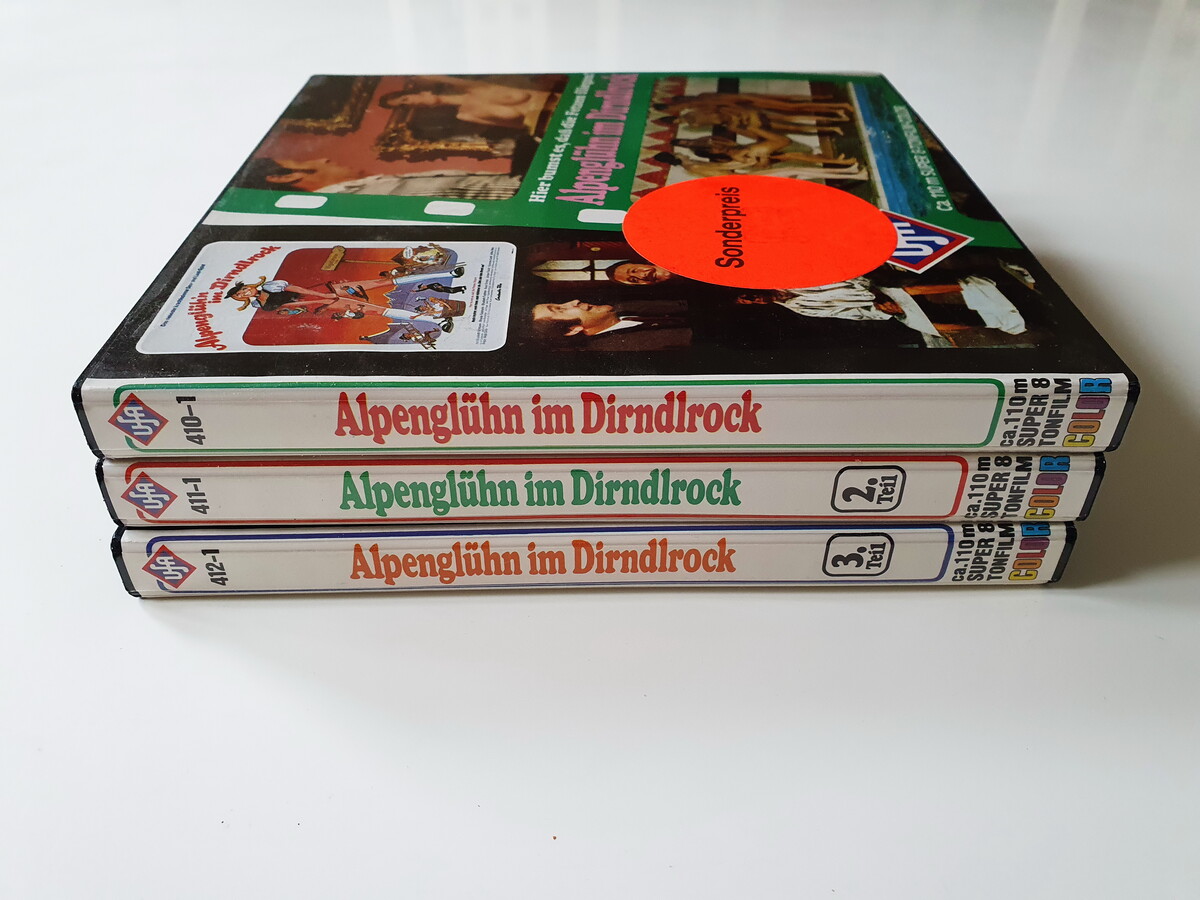 Hier bumst es, daß die Fetzen fliegen
Alpenglühn im Dirndlrock
Ca. 110 m SUPER 8
Sonderpreis
Ufa
Alpenglühn
im Dirndlrock
Ufa
410-1
Alpenglühn im Dirndlrock
ca. 110 m
SUPER 8
TONFILM
COLOR
Ufa
411-1
Alpenglühn im Dirndlrock
2.
Teil
ca. 110 m
SUPER 8
TONFILM
COLOR
Ufa
412-1
Alpenglühn im Dirndlrock
3.
Teil
ca. 110 m
SUPER 8
TONFILM
COLOR